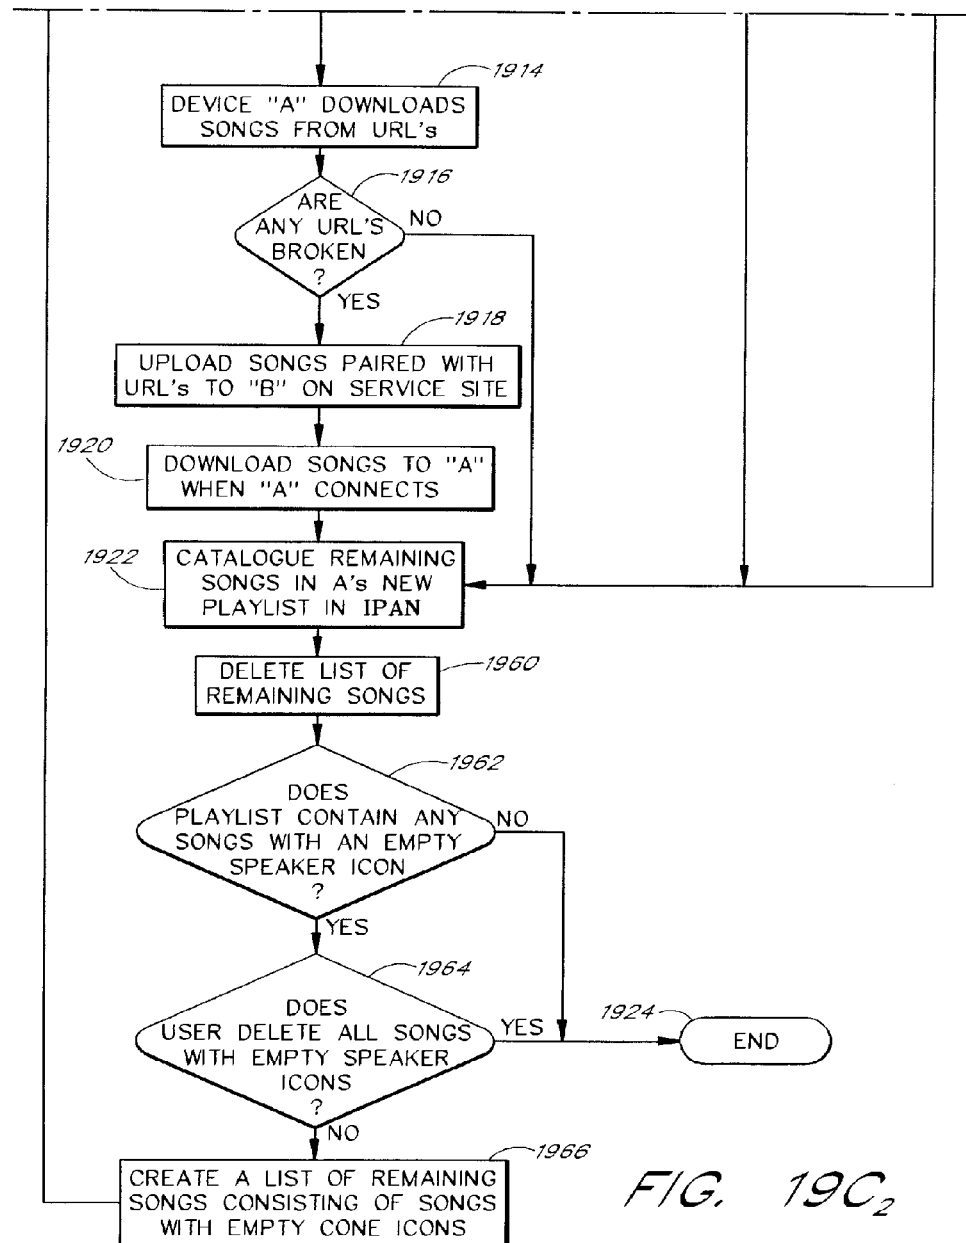 1914
DEVICE "A" DOWNLOADS
SONGS FROM URL's
1916
ARE
ANY URL'S
BROKEN
?
NO
YES
1918
UPLOAD SONGS PAIRED WITH
URL's TO "B" ON SERVICE SITE
1920
DOWNLOAD SONGS TO "A"
WHEN "A" CONNECTS
1922
CATALOGUE REMAINING
SONGS IN A's NEW
PLAYLIST IN IPAN
1960
DELETE LIST OF
REMAINING SONGS
1962
DOES
PLAYLIST CONTAIN ANY
SONGS WITH AN EMPTY
SPEAKER ICON
?
NO
YES
1964
DOES
USER DELETE ALL SONGS
WITH EMPTY SPEAKER
ICONS
?
YES
1924
END
NO
1966
CREATE A LIST OF REMAINING
SONGS CONSISTING OF SONGS
WITH EMPTY CONE ICONS
FIG. 19C2